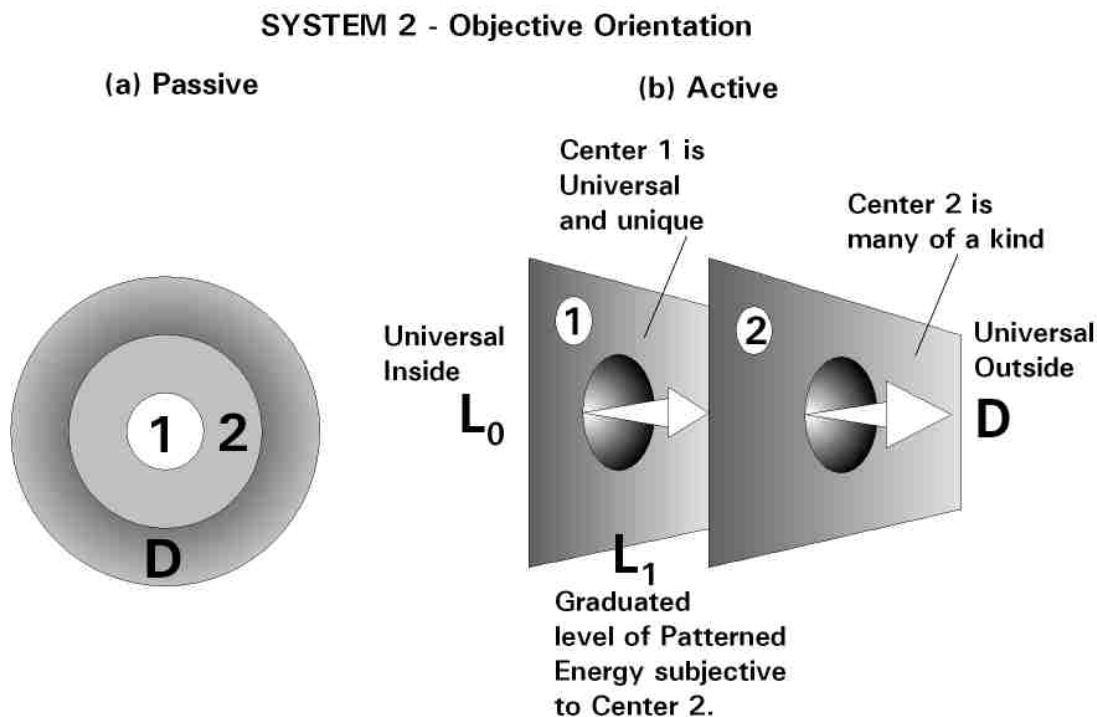 SYSTEM 2 - Objective Orientation
(a) Passive
(b) Active
Center 1 is
Universal
and unique
Center 2 is
many of a kind
1
2
D
Universal
Inside
L0
1
2
Universal
Outside
D
L1
Graduated
level of Patterned
Energy subjective
to Center 2.